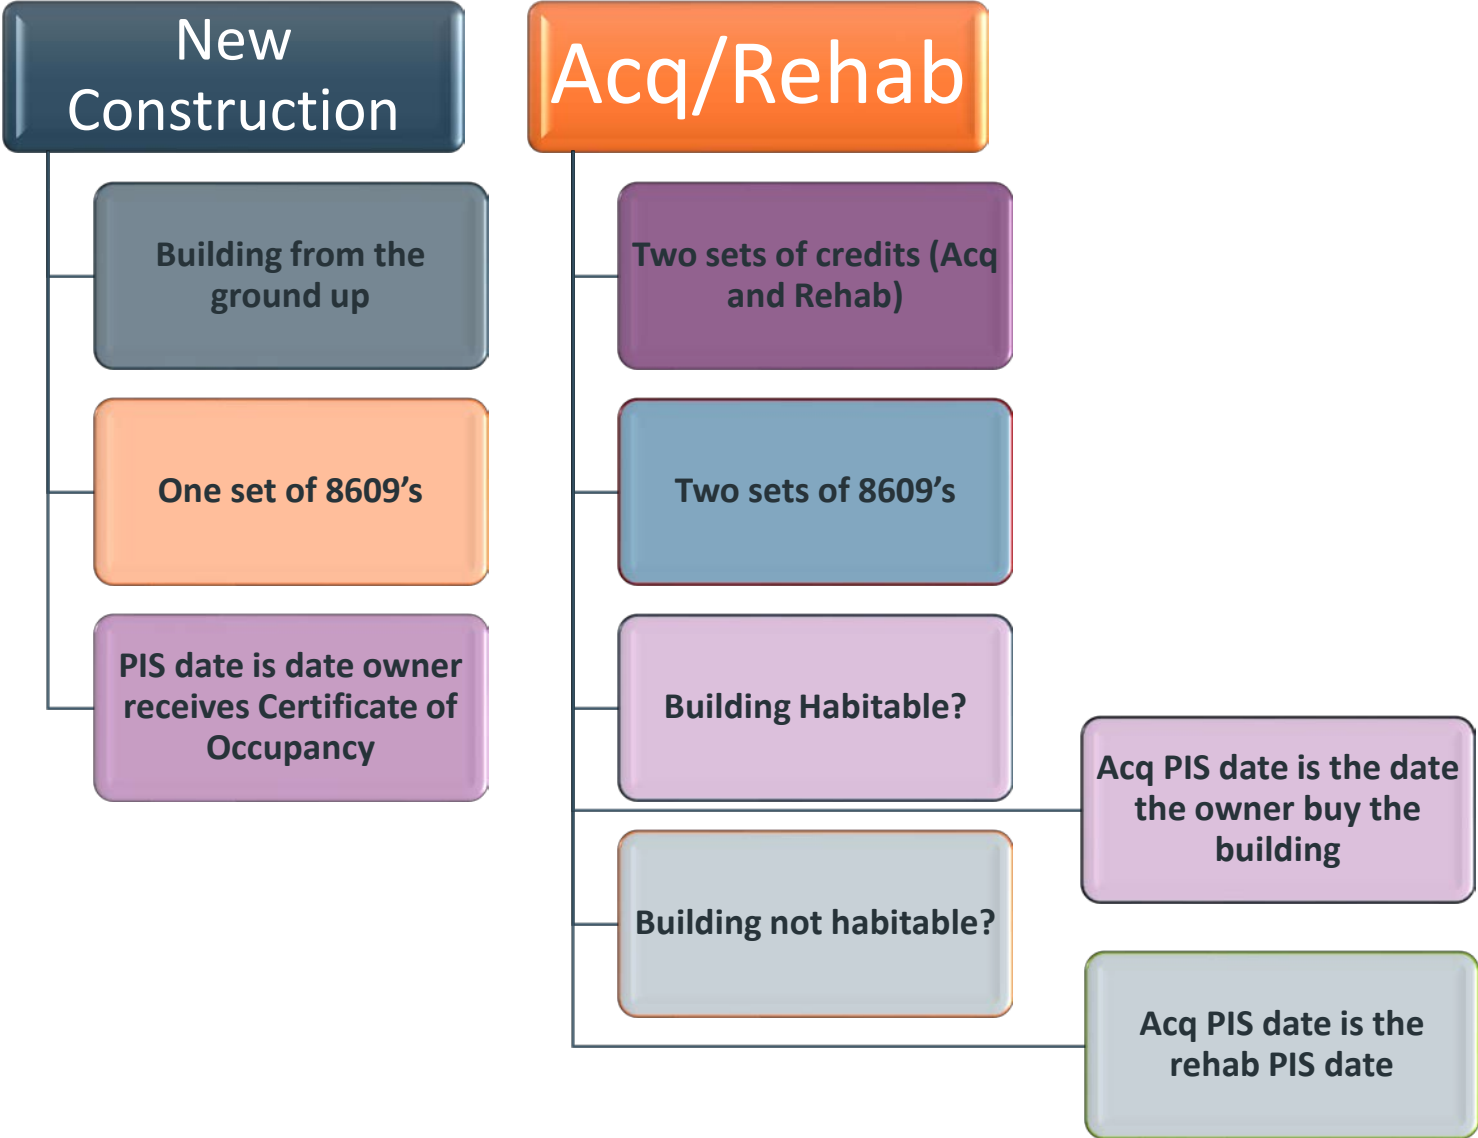 New
Construction
Building from the
ground up
One set of 8609’s
PIS date is date owner
receives Certificate of
Occupancy
Acq/Rehab
Two sets of credits (Acq
and Rehab)
Two sets of 8609’s
Building Habitable?
Acq PIS date is the date
the owner buy the
building
Building not habitable?
Acq PIS date is the
rehab PIS date